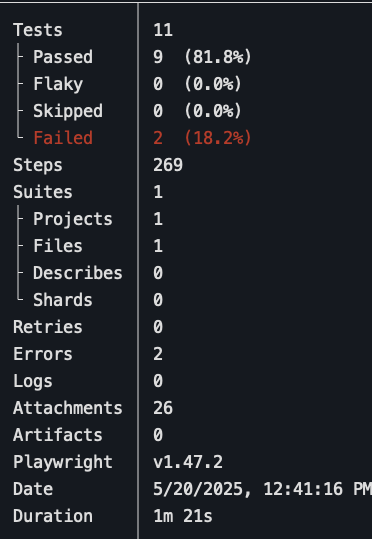 Tests 11
Passed 9 (81.8%)
Flaky 0 (0.0%)
Skipped 0 (0.0%)
Failed 2 (18.2%)
Steps 269
Suites 1
Projects 1
Files 1
Describes 0
Shards 0
Retries 0
Errors 2
Logs 0
Attachments 26
Artifacts 0
Playwright v1.47.2
Date 5/20/2025, 12:41:16 PM
Duration 1m 21s